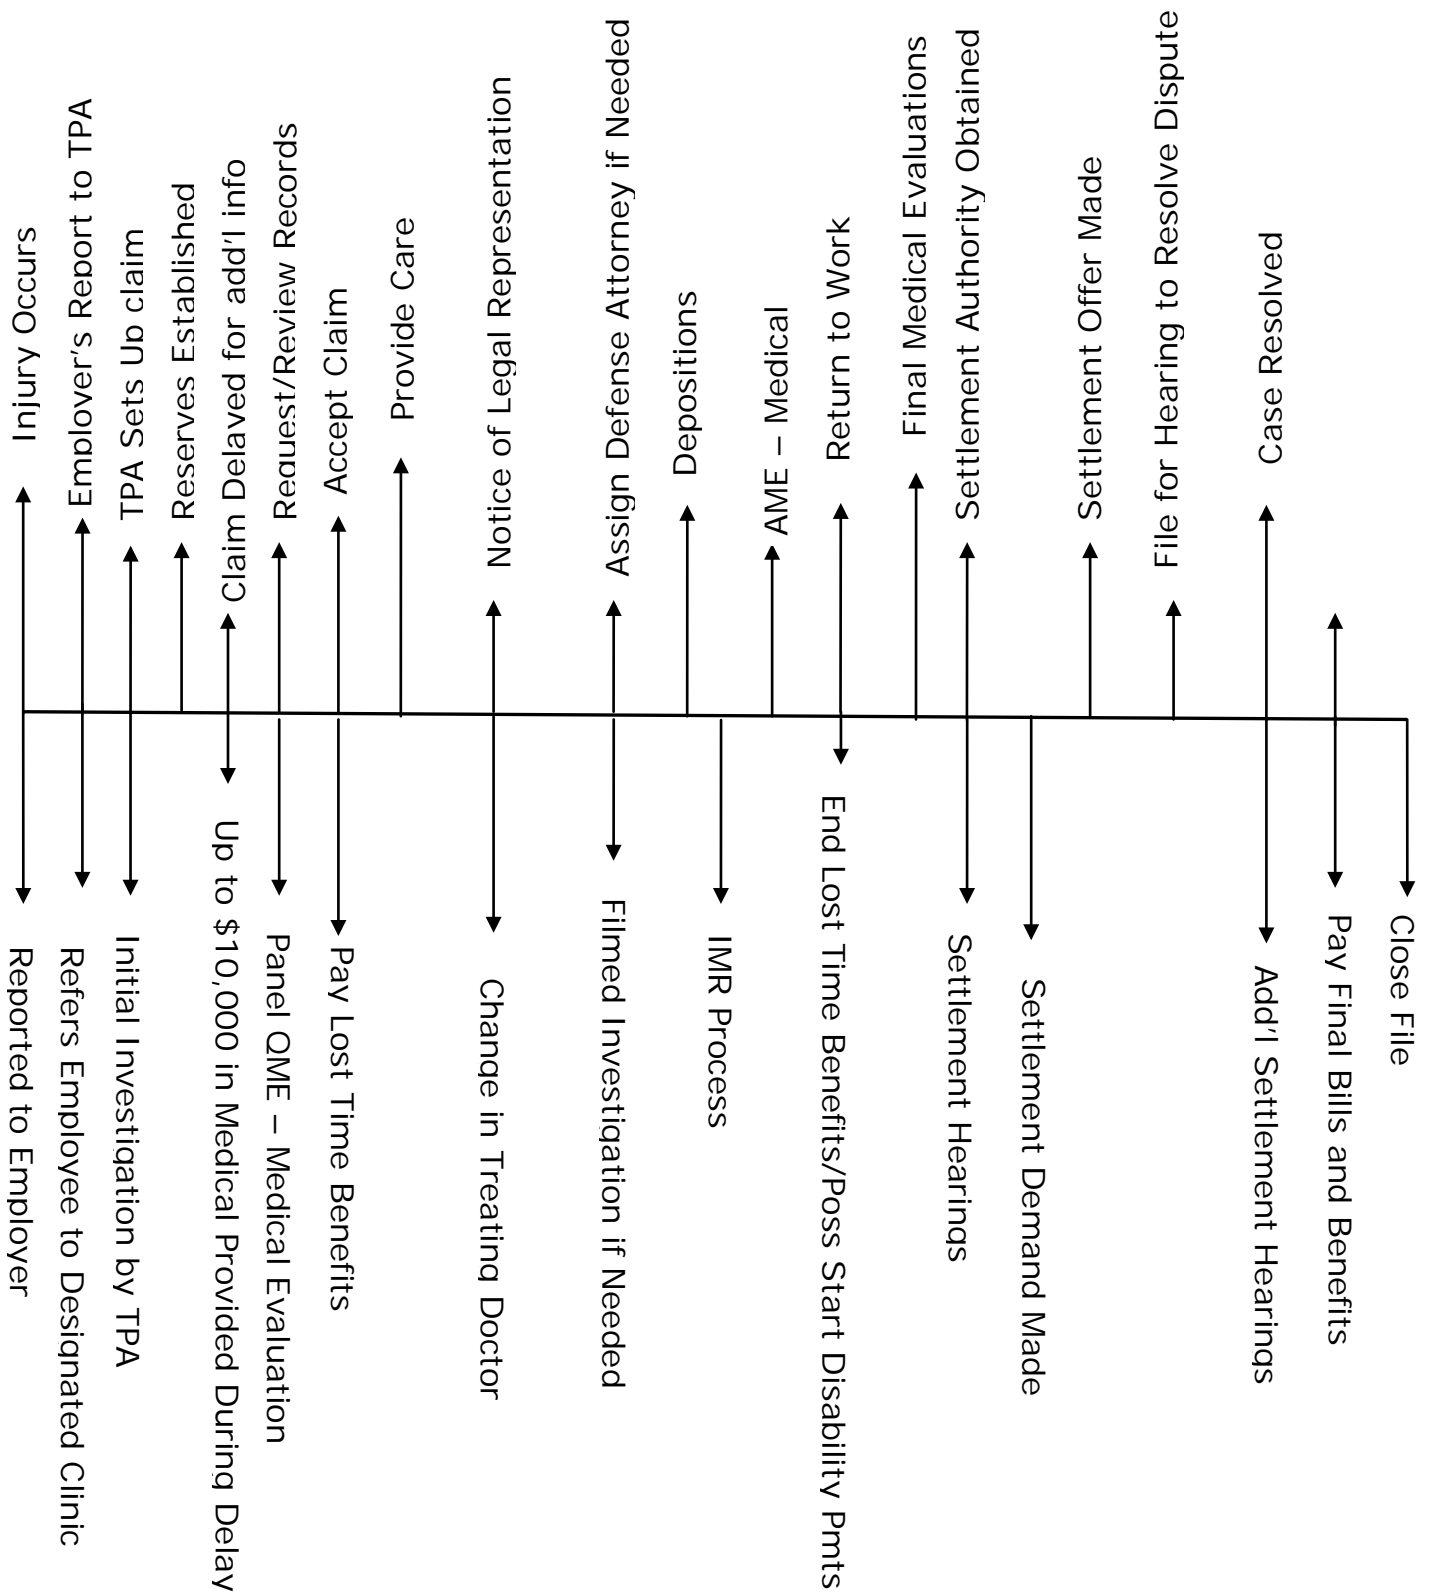 Injury Occurs
Employer's Report to TPA
TPA Sets Up claim
Reserves Established
Claim Delayed for add'l info
Request/Review Records
Accept Claim
Provide Care
Notice of Legal Representation
Assign Defense Attorney if Needed
Depositions
AME – Medical
Return to Work
Final Medical Evaluations
Settlement Authority Obtained
Settlement Offer Made
File for Hearing to Resolve Dispute
Case Resolved
Reported to Employer
Refers Employee to Designated Clinic
Initial Investigation by TPA
Up to $10,000 in Medical Provided During Delay
Panel QME – Medical Evaluation
Pay Lost Time Benefits
Change in Treating Doctor
Filmed Investigation if Needed
IMR Process
End Lost Time Benefits/Poss Start Disability Pmts
Settlement Hearings
Settlement Demand Made
Add'l Settlement Hearings
Pay Final Bills and Benefits
Close File